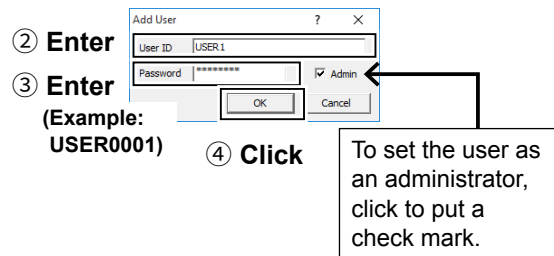 Add User ? ×
② Enter
User ID USER1
Password ******** Admin
③ Enter
(Example:
USER0001)
OK Cancel
④ Click
To set the user as
an administrator,
click to put a
check mark.